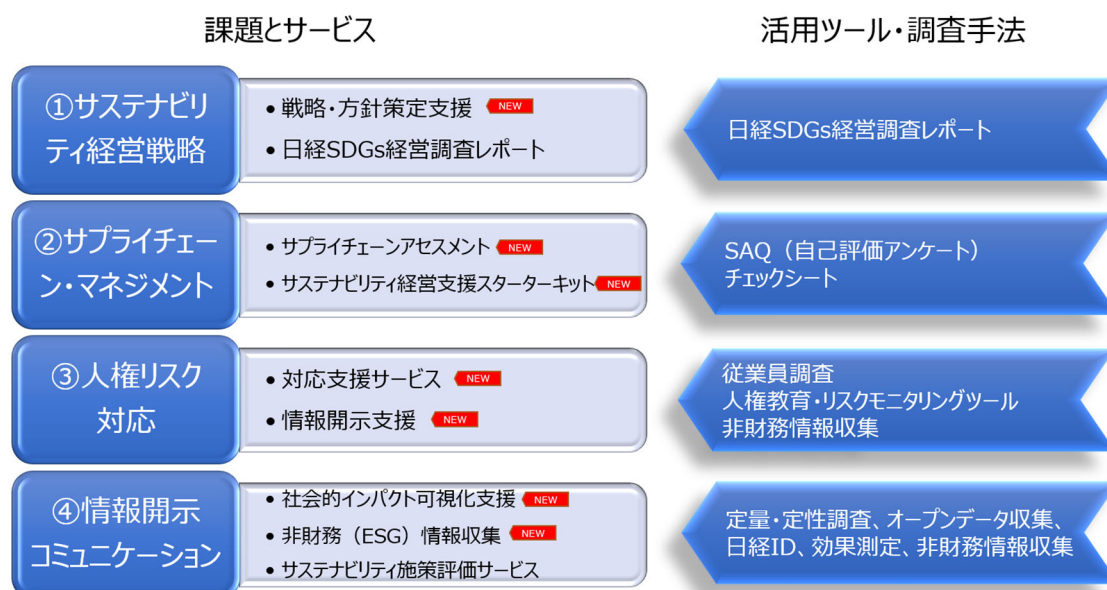 課題とサービス
活用ツール・調査手法
①サステナビリ
ティ経営戦略
• 戦略・方針策定支援 NEW
• 日経SDGs経営調査レポート
日経SDGs経営調査レポート
②サプライチェー
ン・マネジメント
• サプライチェーンアセスメント NEW
• サステナビリティ経営支援スターターキット NEW
SAQ（自己評価アンケート）
チェックシート
③人権リスク
対応
• 対応支援サービス NEW
• 情報開示支援 NEW
従業員調査
人権教育・リスクモニタリングツール
非財務情報収集
④情報開示
コミュニケーション
• 社会的インパクト可視化支援 NEW
• 非財務（ESG）情報収集 NEW
• サステナビリティ施策評価サービス
定量・定性調査、オープンデータ収集、
日経ID、効果測定、非財務情報収集